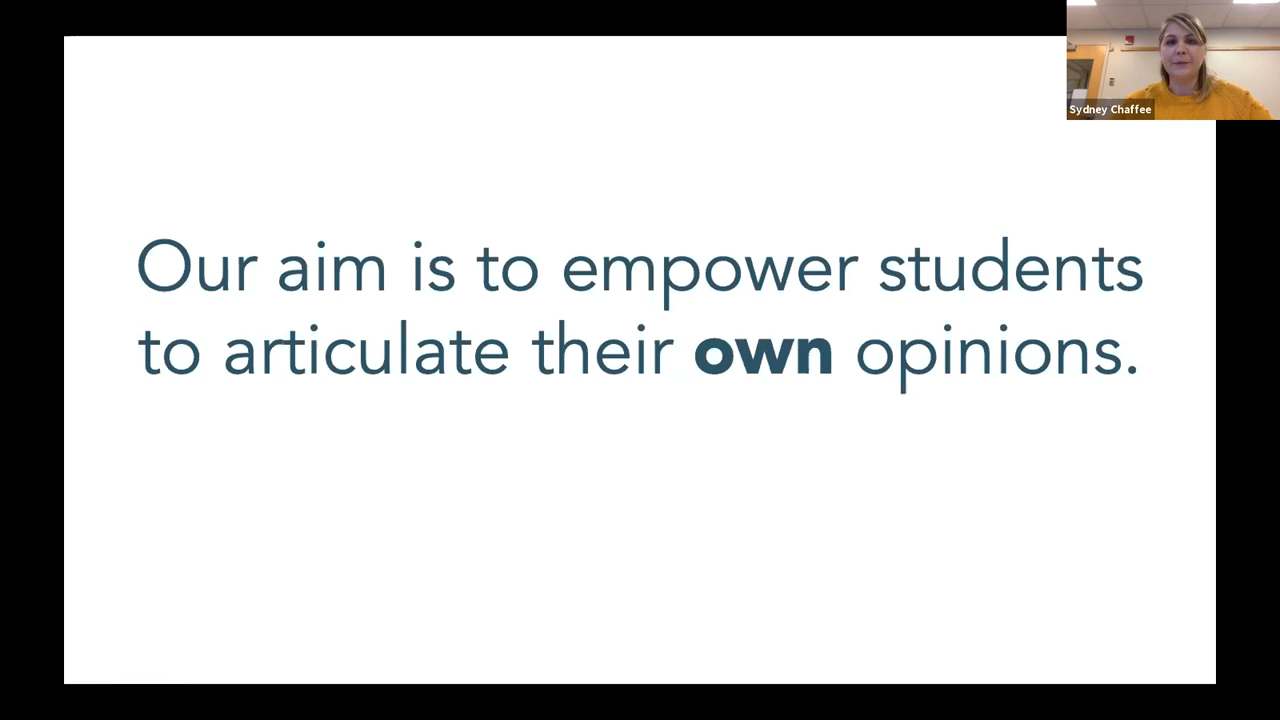 Sydney Chaffee
Our aim is to empower students
to articulate their own opinions.